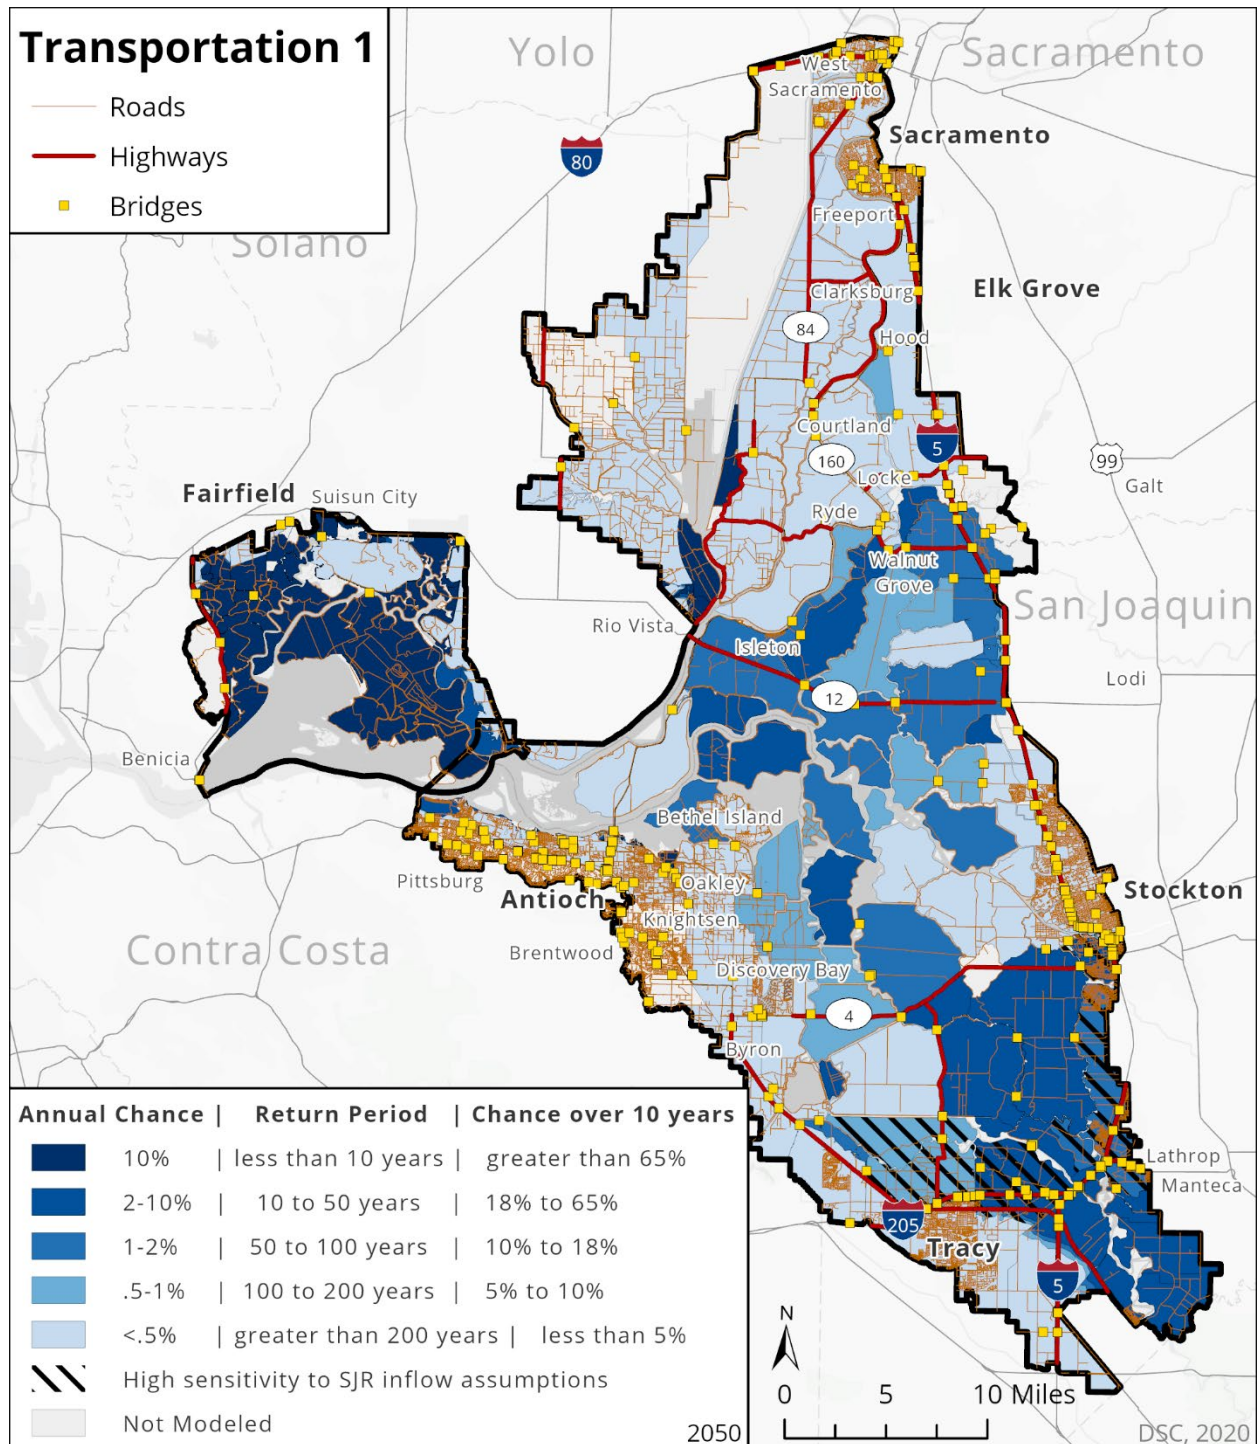 Transportation 1
Roads
Highways
Bridges
Yolo
Sacramento
Solano
80
West
Sacramento
Sacramento
Freeport
Elk Grove
Clarksburg
84
Hood
Courtland
5
160
99
Locke
Galt
Fairfield
Suisun City
Ryde
Walnut
Grove
San Joaquin
Rio Vista
Isleton
Lodi
12
Benicia
Bethel Island
Pittsburg
Oakley
Antioch
Stockton
Knightsen
Contra Costa
Brentwood
Discovery Bay
4
Byron
Lathrop
Manteca
205
Tracy
5
Annual Chance | Return Period | Chance over 10 years
10% | less than 10 years | greater than 65%
2-10% | 10 to 50 years | 18% to 65%
1-2% | 50 to 100 years | 10% to 18%
.5-1% | 100 to 200 years | 5% to 10%
<.5% | greater than 200 years | less than 5%
High sensitivity to SJR inflow assumptions
Not Modeled
N
0 5 10 Miles
2050
DSC, 2020